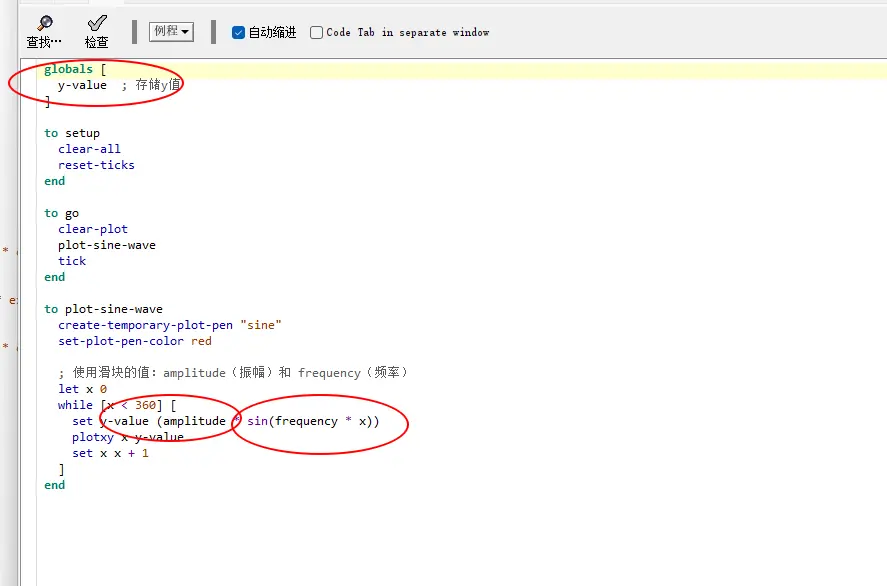 查找… 检查 例程 自动缩进 Code Tab in separate window
globals [
y-value ; 存储y值
]
to setup
clear-all
reset-ticks
end
to go
clear-plot
plot-sine-wave
tick
end
to plot-sine-wave
create-temporary-plot-pen "sine"
set-plot-pen-color red
; 使用滑块的值：amplitude（振幅）和 frequency（频率）
let x 0
while [x < 360] [
set y-value (amplitude * sin(frequency * x))
plotxy x y-value
set x x + 1
]
end